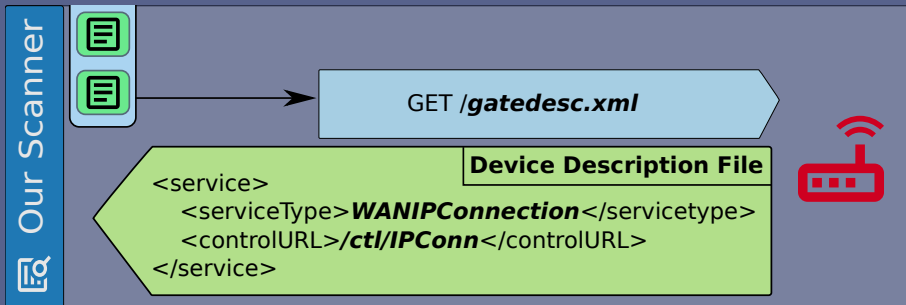 Our Scanner
GET /gatedesc.xml
Device Description File
<service>
<serviceType>WANIPConnection</servicetype>
<controlURL>/ctl/IPConn</controlURL>
</service>